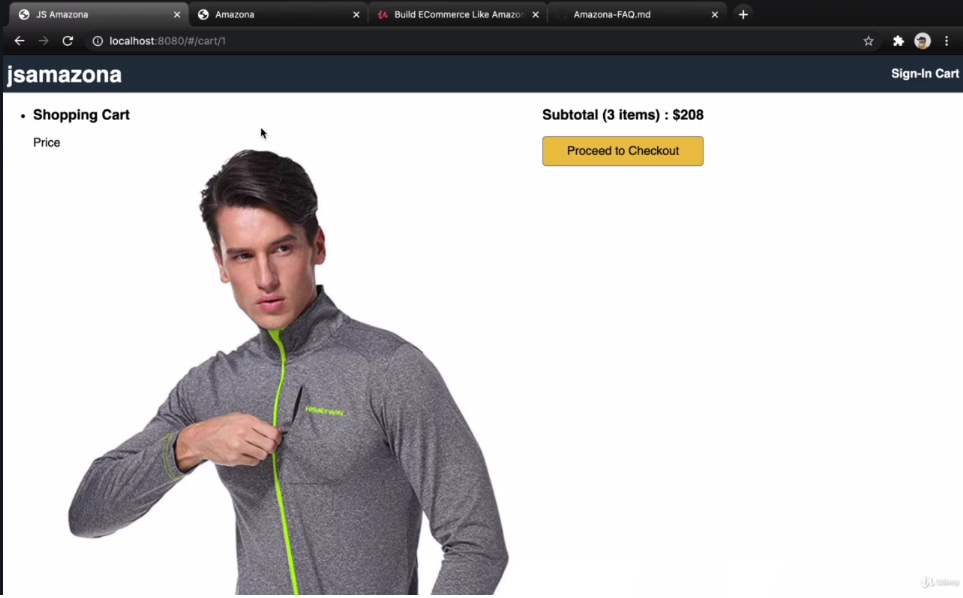 JS Amazona
Amazona
Build ECommerce Like Amazon
Amazona-FAQ.md
localhost:8080/#/cart/1
jsamazona
Sign-In Cart
Shopping Cart
Subtotal (3 items) : $208
Price
Proceed to Checkout
Udemy